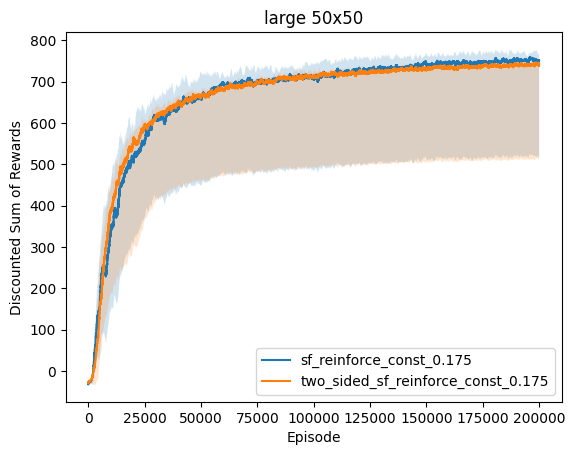 large 50x50
Discounted Sum of Rewards
800
700
600
500
400
300
200
100
0
0 25000 50000 75000 100000 125000 150000 175000 200000
Episode
sf_reinforce_const_0.175
two_sided_sf_reinforce_const_0.175